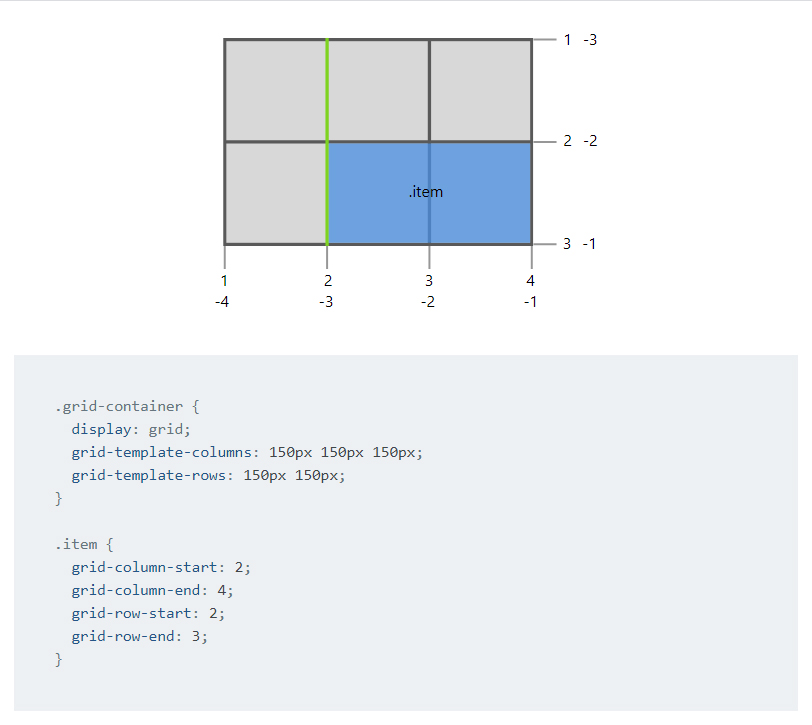 1 -3
2 -2
.item
3 -1
1 2 3 4
-4 -3 -2 -1
.grid-container {
display: grid;
grid-template-columns: 150px 150px 150px;
grid-template-rows: 150px 150px;
}
.item {
grid-column-start: 2;
grid-column-end: 4;
grid-row-start: 2;
grid-row-end: 3;
}